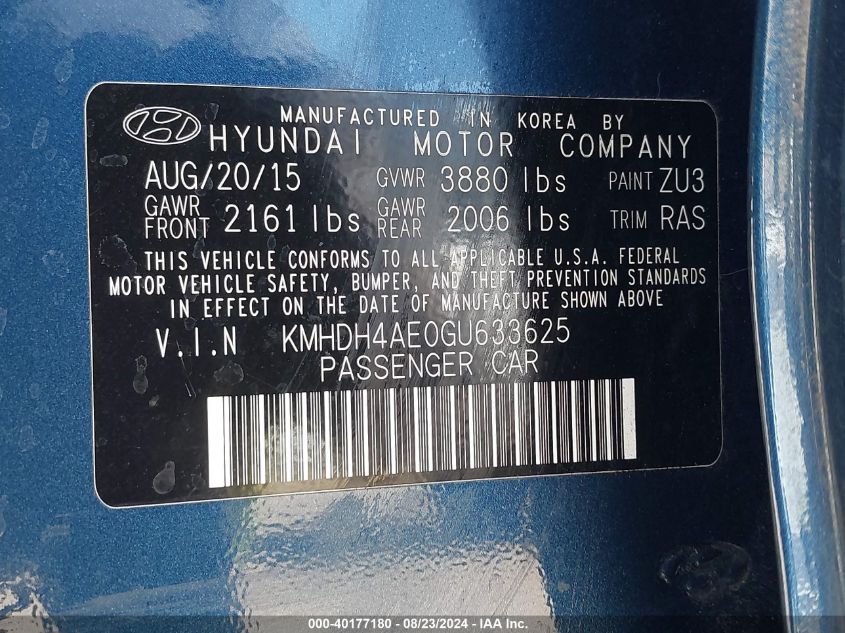 MANUFACTURED IN KOREA BY
HYUNDAI MOTOR COMPANY
AUG/20/15 GVWR 3880 lbs PAINT ZU3
GAWR FRONT 2161 lbs GAWR REAR 2006 lbs TRIM RAS
THIS VEHICLE CONFORMS TO ALL APPLICABLE U.S.A. FEDERAL
MOTOR VEHICLE SAFETY, BUMPER, AND THEFT PREVENTION STANDARDS
IN EFFECT ON THE DATE OF MANUFACTURE SHOWN ABOVE.
V.I.N KMHDH4AE0GU633625
PASSENGER CAR
000-40177180 - 08/23/2024 - IAA Inc.